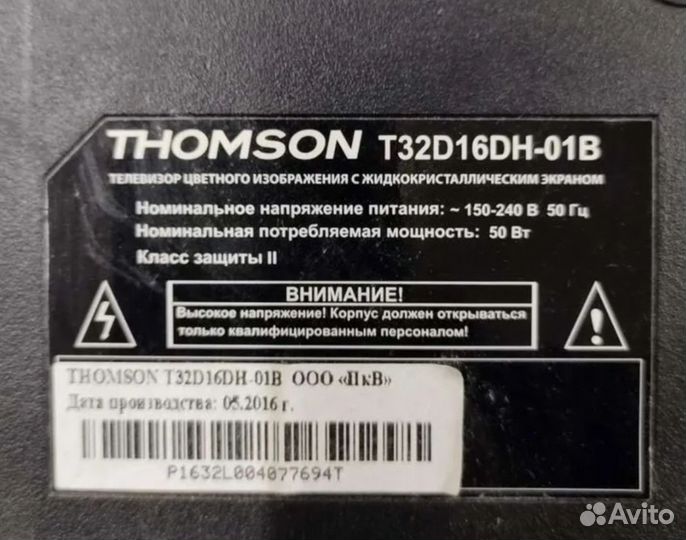 THOMSON T32D16DH-01B
ТЕЛЕВИЗОР ЦВЕТНОГО ИЗОБРАЖЕНИЯ С ЖИДКОКРИСТАЛЛИЧЕСКИМ ЭКРАНОМ
Номинальное напряжение питания: ~ 150-240 В 50 Гц
Номинальная потребляемая мощность: 50 Вт
Класс защиты II
ВНИМАНИЕ!
Высокое напряжение! Корпус должен открываться
только квалифицированным персоналом!
THOMSON T32D16DH-01B ООО «ПкВ»
Дата производства: 05.2016 г.
P1632L004077694T
Avito